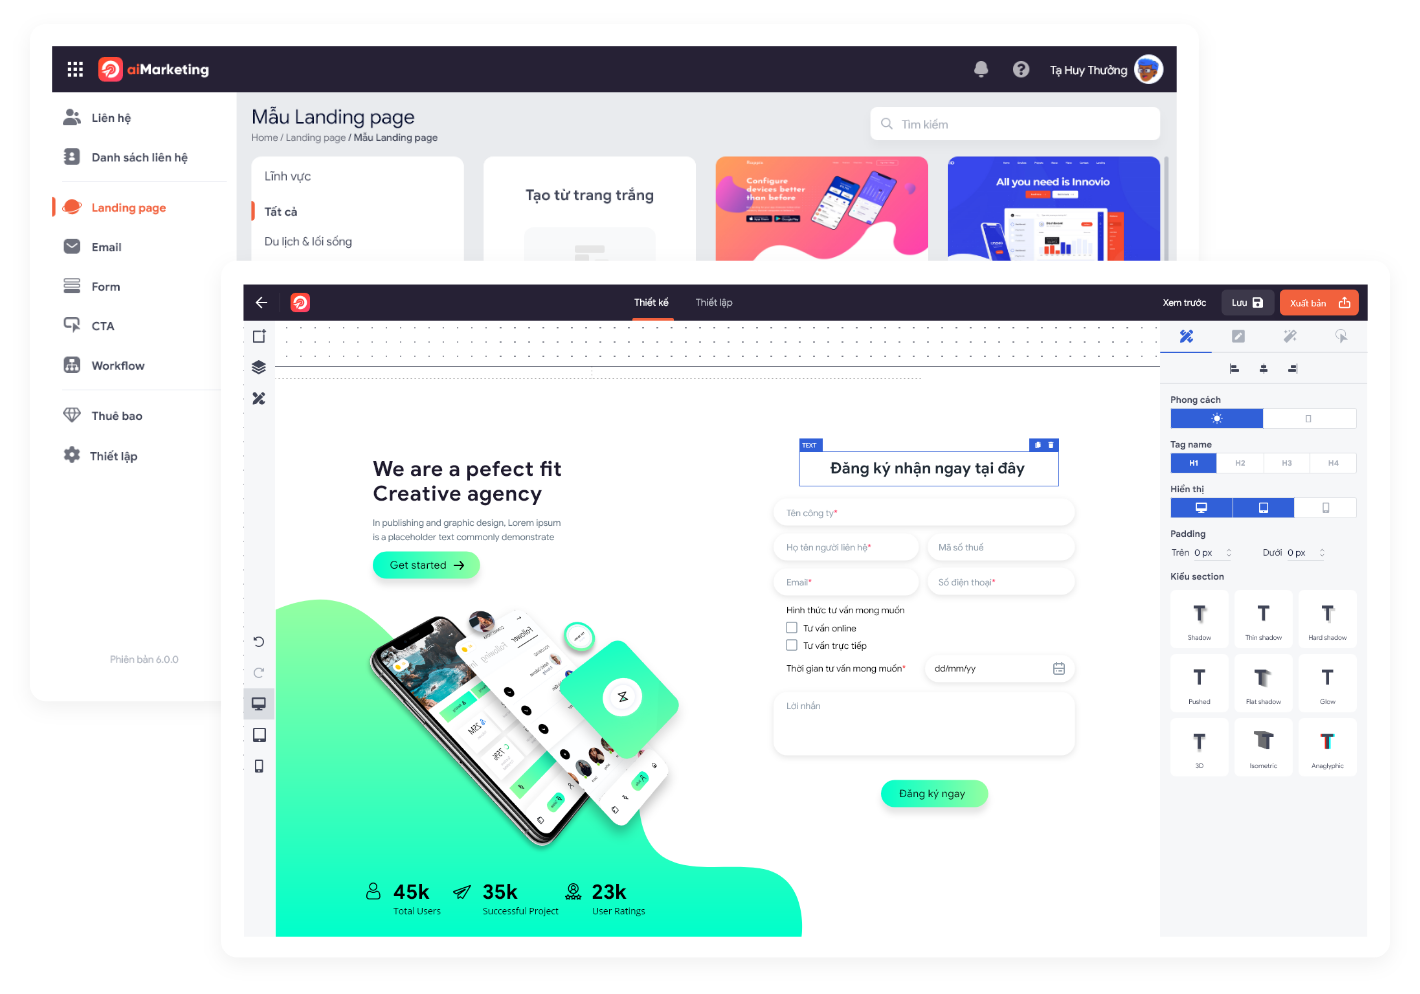 aiMarketing
Tạ Huy Thưởng
Liên hệ
Danh sách liên hệ
Landing page
Email
Form
CTA
Workflow
Thuê bao
Thiết lập
Phiên bản 6.0.0
Mẫu Landing page
Home / Landing page / Mẫu Landing page
Tìm kiếm
Lĩnh vực
Tất cả
Du lịch & lối sống
Tạo từ trang trắng
Configure
devices better
than before
All you need is Innovio
Thiết kế
Thiết lập
Xem trước
Lưu
Xuất bản
We are a pefect fit
Creative agency
In publishing and graphic design, Lorem ipsum
is a placeholder text commonly demonstrate
Get started
45k
Total Users
35k
Successful Project
23k
User Ratings
TEXT
Đăng ký nhận ngay tại đây
Tên công ty*
Họ tên người liên hệ*
Mã số thuế
Email*
Số điện thoại*
Hình thức tư vấn mong muốn
Tư vấn online
Tư vấn trực tiếp
Thời gian tư vấn mong muốn*
dd/mm/yy
Lời nhắn
Đăng ký ngay
Phong cách
Tag name
H1 H2 H3 H4
Hiển thị
Padding
Trên 0 px Dưới 0 px
Kiểu section
Shadow
Thin shadow
Hard shadow
Pushed
Flat shadow
Glow
3D
Isometric
Anaglyphic